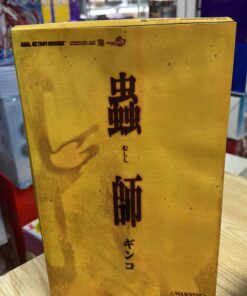 REAL ACTION HEROES
蟲
むし
師
ギンコ
⚠WARNING